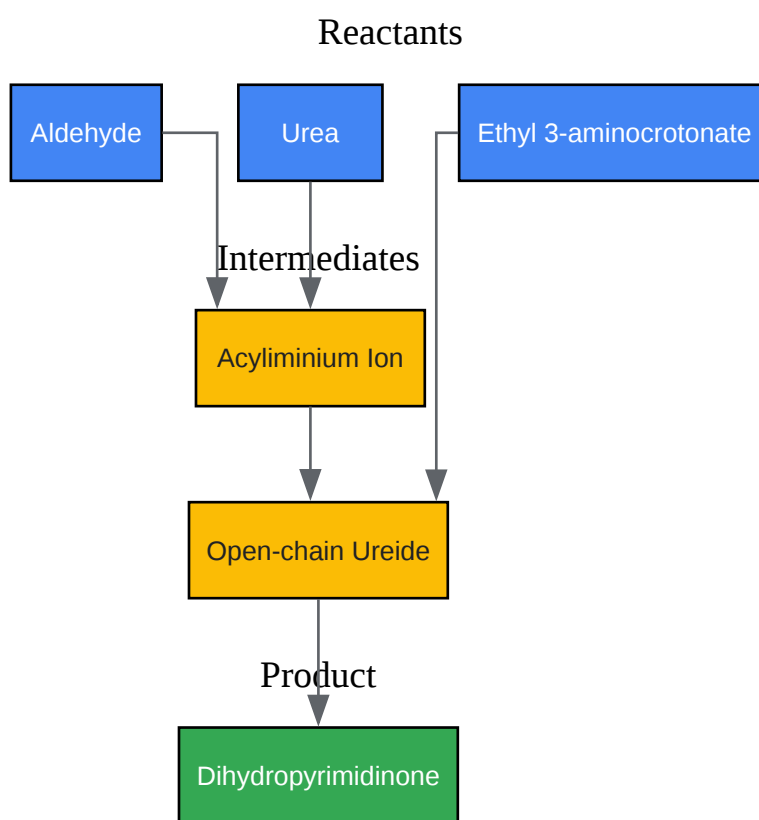 Reactants
Aldehyde
Urea
Ethyl 3-aminocrotonate
Intermediates
Acyliminium Ion
Open-chain Ureide
Product
Dihydropyrimidinone